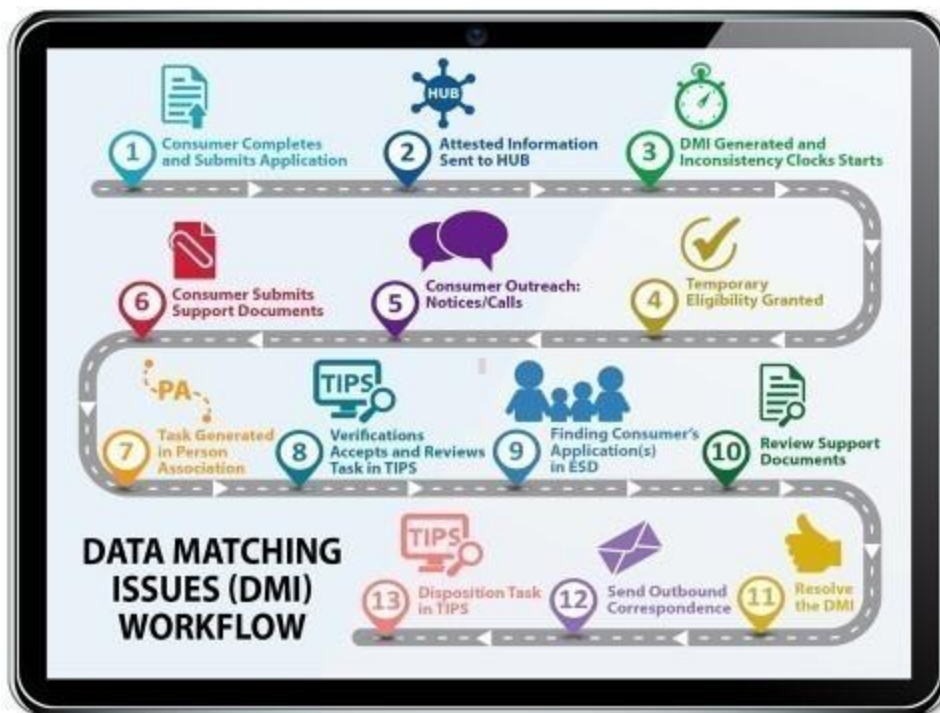 1
Consumer Completes
and Submits Application
HUB
2
Attested Information
Sent to HUB
3
DMI Generated and
Inconsistency Clocks Starts
4
Temporary
Eligibility Granted
5
Consumer Outreach:
Notices/Calls
6
Consumer Submits
Support Documents
PA
7
Task Generated
in Person
Association
TIPS
8
Verifications
Accepts and Reviews
Task in TIPS
9
Finding Consumer's
Application(s)
in ESD
10
Review Support
Documents
11
Resolve
the DMI
12
Send Outbound
Correspondence
TIPS
13
Disposition Task
in TIPS
DATA MATCHING
ISSUES (DMI)
WORKFLOW